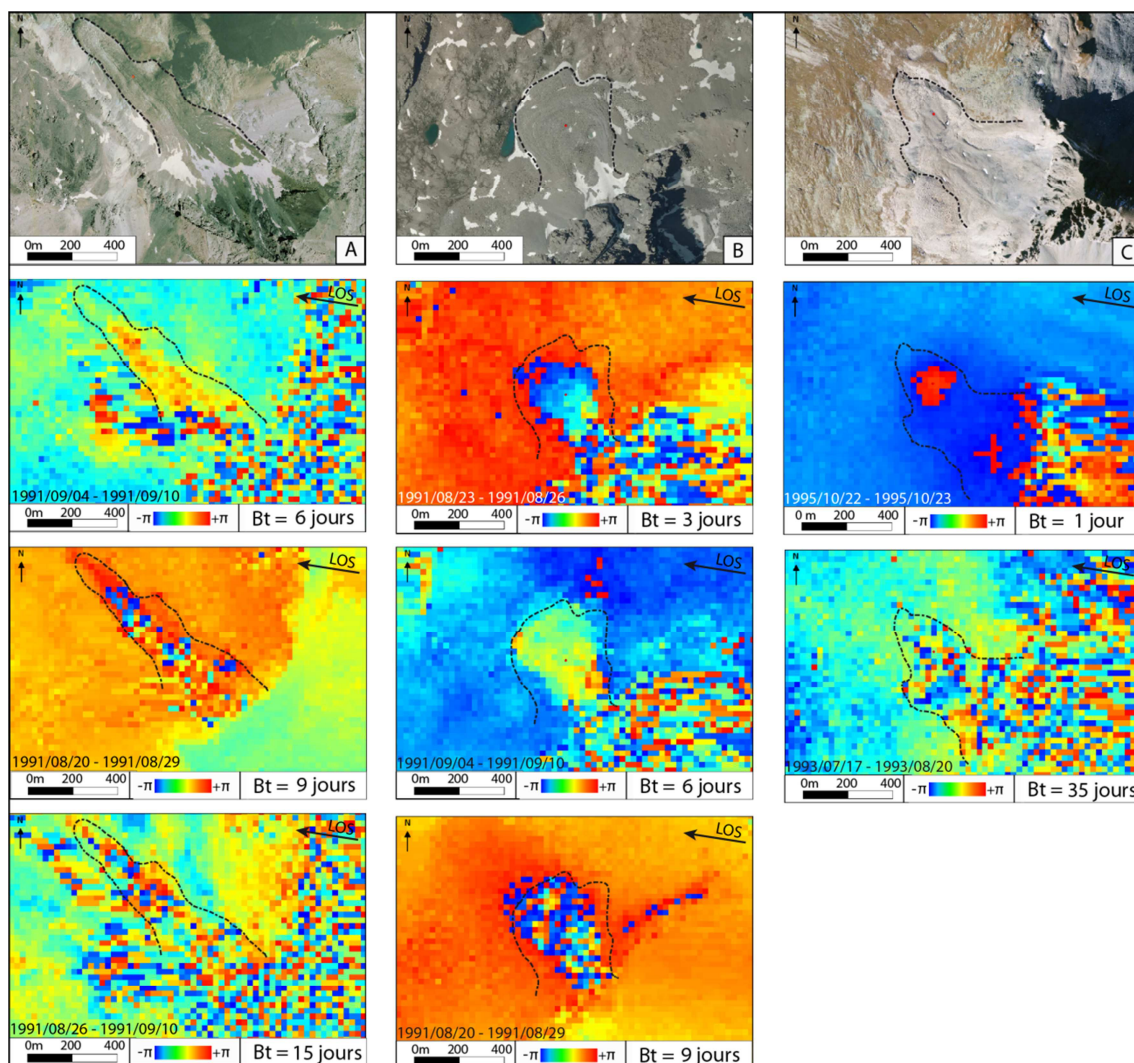 N
A
0m 200 400
N
B
0m 200 400
N
C
0m 200 400
N
LOS
1991/09/04 - 1991/09/10
0m 200 400
-π +π
Bt = 6 jours
N
LOS
1991/08/23 - 1991/08/26
0m 200 400
-π +π
Bt = 3 jours
N
LOS
1995/10/22 - 1995/10/23
0 m 200 400
-π +π
Bt = 1 jour
N
LOS
1991/08/20 - 1991/08/29
0m 200 400
-π +π
Bt = 9 jours
N
LOS
1991/09/04 - 1991/09/10
0m 200 400
-π +π
Bt = 6 jours
N
LOS
1993/07/17 - 1993/08/20
0m 200 400
-π +π
Bt = 35 jours
N
LOS
1991/08/26 - 1991/09/10
0m 200 400
-π +π
Bt = 15 jours
N
LOS
1991/08/20 - 1991/08/29
0m 200 400
-π +π
Bt = 9 jours